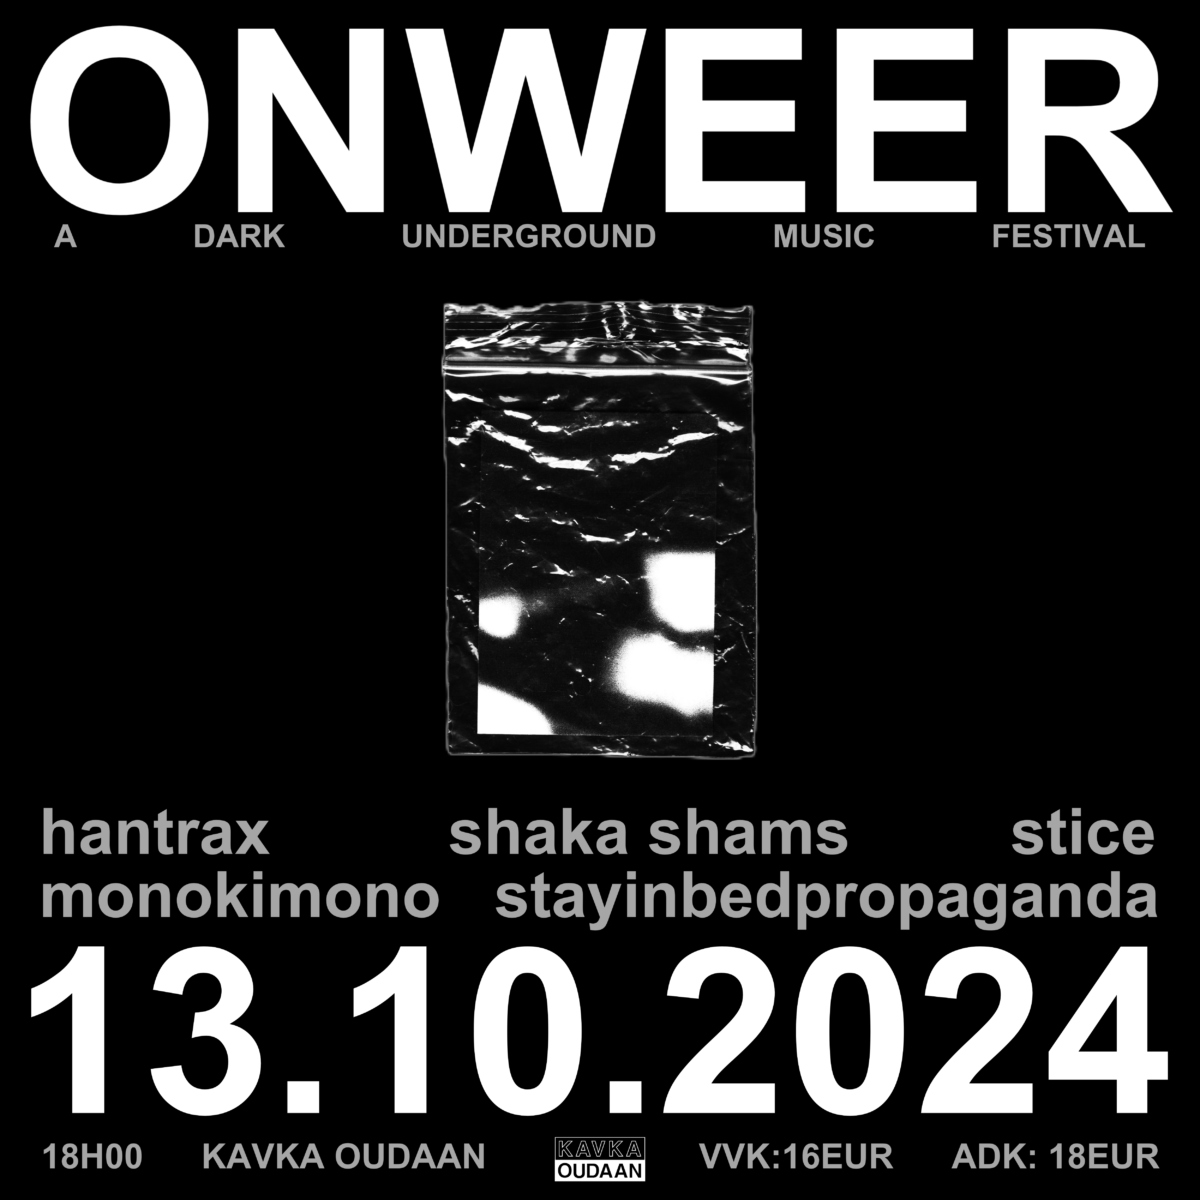 ONWEER
A DARK UNDERGROUND MUSIC FESTIVAL
hantrax shaka shams stice
monokimono stayinbedpropaganda
13.10.2024
18H00 KAVKA OUDAAN KAVKA OUDAAN VVK:16EUR ADK: 18EUR